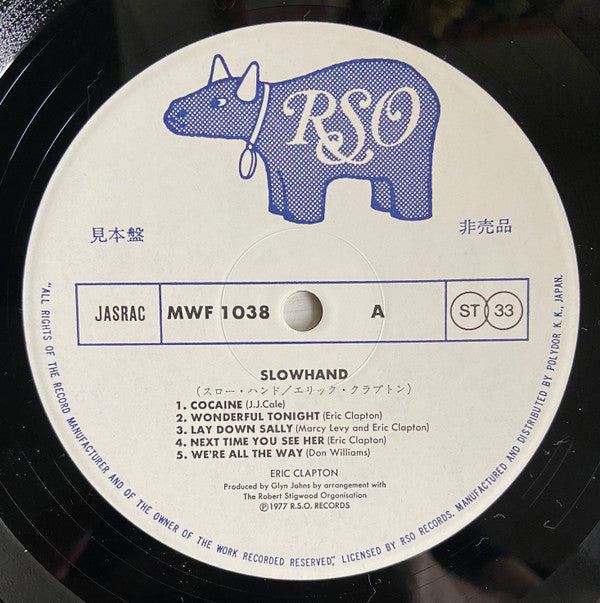 RSO
見本盤
非売品
JASRAC MWF 1038 A ST 33
SLOWHAND
(スロー・ハンド/エリック・クラプトン)
1. COCAINE (J.J.Cale)
2. WONDERFUL TONIGHT (Eric Clapton)
3. LAY DOWN SALLY (Marcy Levy and Eric Clapton)
4. NEXT TIME YOU SEE HER (Eric Clapton)
5. WE'RE ALL THE WAY (Don Williams)
ERIC CLAPTON
Produced by Glyn Johns by arrangement with
The Robert Stigwood Organisation
℗1977 R.S.O. RECORDS
"ALL RIGHTS OF THE RECORD MANUFACTURER AND OF THE OWNER OF THE WORK RECORDED RESERVED", LICENSED BY RSO RECORDS. MANUFACTURED AND DISTRIBUTED BY POLYDOR K. K., JAPAN.